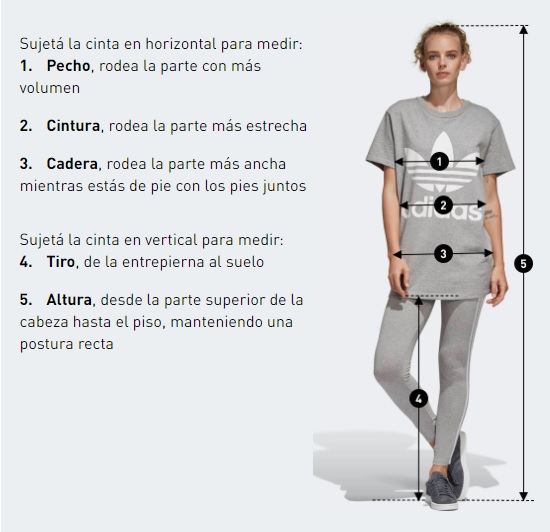 Sujetá la cinta en horizontal para medir:
1. Pecho, rodea la parte con más
volumen
2. Cintura, rodea la parte más estrecha
3. Cadera, rodea la parte más ancha
mientras estás de pie con los pies juntos
Sujetá la cinta en vertical para medir:
4. Tiro, de la entrepierna al suelo
5. Altura, desde la parte superior de la
cabeza hasta el piso, manteniendo una
postura recta
1
adidas
2
3
5
4